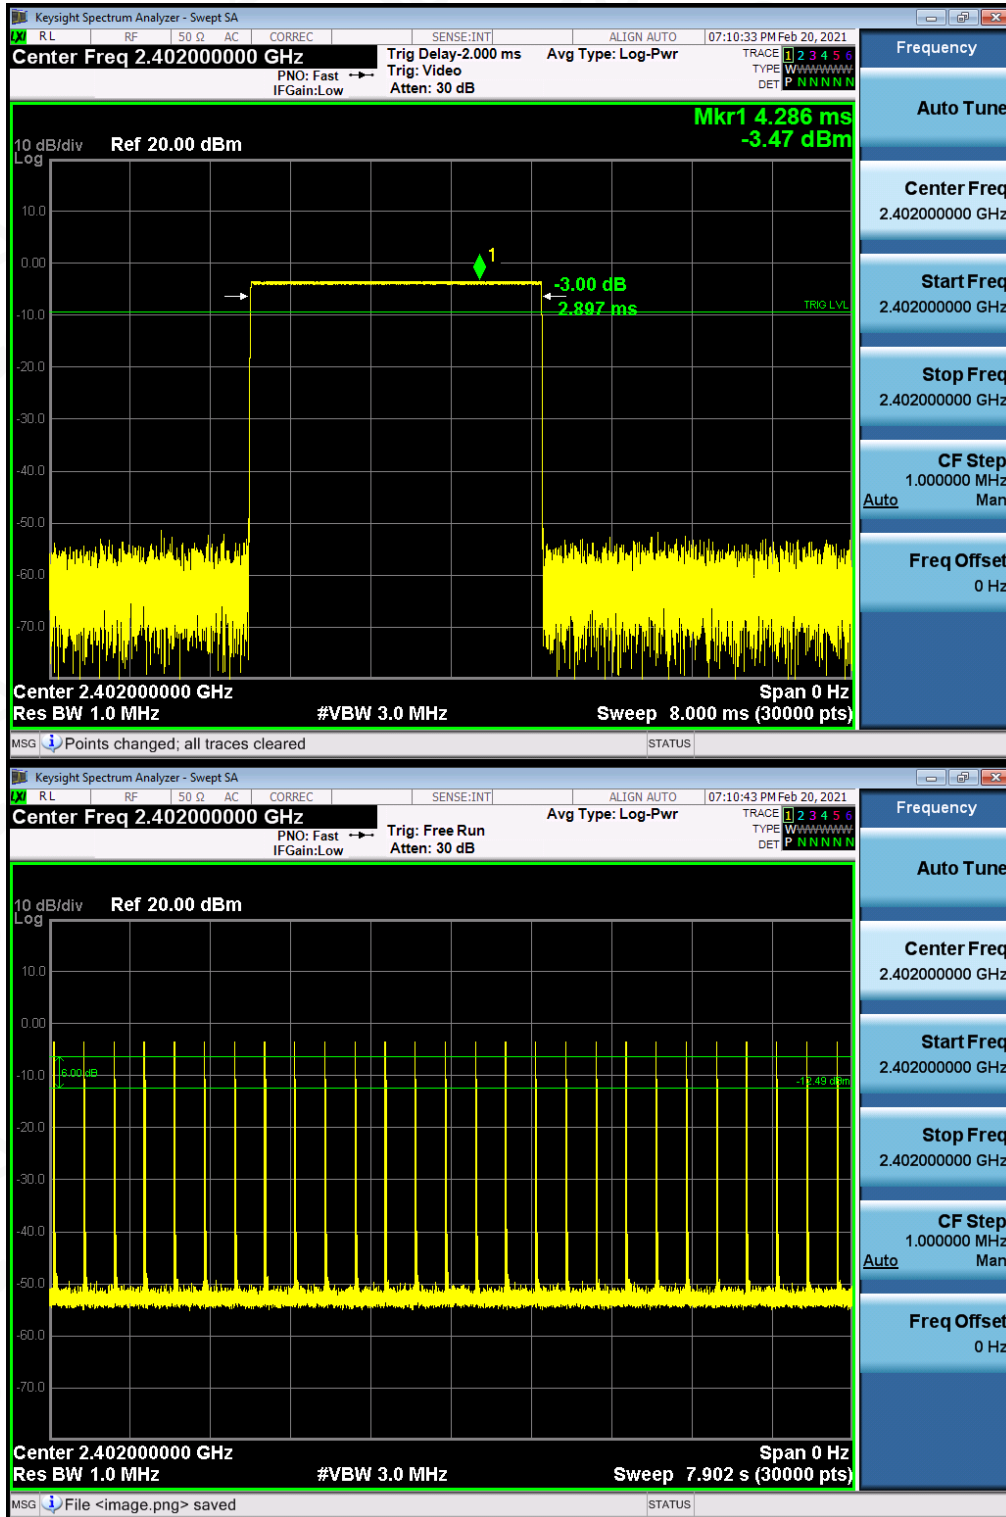 Keysight Spectrum Analyzer - Swept SA
LXI RL RF 50 Ω AC CORREC SENSE:INT ALIGN AUTO 07:10:33 PM Feb 20, 2021
Center Freq 2.402000000 GHz
PNO: Fast
IFGain:Low
Trig Delay-2.000 ms
Trig: Video
Atten: 30 dB
Avg Type: Log-Pwr
TRACE 1 2 3 4 5 6
TYPE WWWWWW
DET P N N N N N
Mkr1 4.286 ms
-3.47 dBm
10 dB/div Ref 20.00 dBm
Log
10.0
0.00
-10.0
-20.0
-30.0
-40.0
-50.0
-60.0
-70.0
1
-3.00 dB
2.897 ms
TRIG LVL
Center 2.402000000 GHz Span 0 Hz
Res BW 1.0 MHz #VBW 3.0 MHz Sweep 8.000 ms (30000 pts)
MSG Points changed; all traces cleared STATUS
Frequency
Auto Tune
Center Freq
2.402000000 GHz
Start Freq
2.402000000 GHz
Stop Freq
2.402000000 GHz
CF Step
1.000000 MHz
Auto Man
Freq Offset
0 Hz
Keysight Spectrum Analyzer - Swept SA
LXI RL RF 50 Ω AC CORREC SENSE:INT ALIGN AUTO 07:10:43 PM Feb 20, 2021
Center Freq 2.402000000 GHz
PNO: Fast
IFGain:Low
Trig: Free Run
Atten: 30 dB
Avg Type: Log-Pwr
TRACE 1 2 3 4 5 6
TYPE WWWWWW
DET P N N N N N
10 dB/div Ref 20.00 dBm
Log
10.0
0.00
-10.0
-20.0
-30.0
-40.0
-50.0
-60.0
-70.0
6.00 dB
-12.49 dBm
Center 2.402000000 GHz Span 0 Hz
Res BW 1.0 MHz #VBW 3.0 MHz Sweep 7.902 s (30000 pts)
MSG File <image.png> saved STATUS
Frequency
Auto Tune
Center Freq
2.402000000 GHz
Start Freq
2.402000000 GHz
Stop Freq
2.402000000 GHz
CF Step
1.000000 MHz
Auto Man
Freq Offset
0 Hz